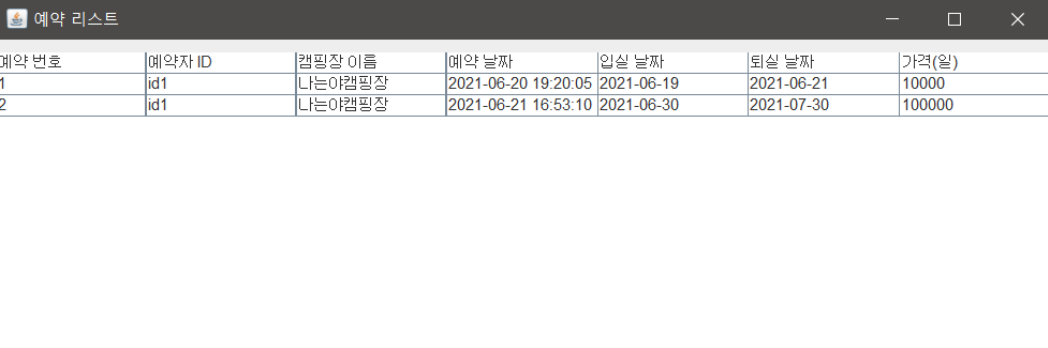 예약 리스트
예약 번호 예약자 ID 캠핑장 이름 예약 날짜 입실 날짜 퇴실 날짜 가격(일)
1 id1 나는야캠핑장 2021-06-20 19:20:05 2021-06-19 2021-06-21 10000
2 id1 나는야캠핑장 2021-06-21 16:53:10 2021-06-30 2021-07-30 100000